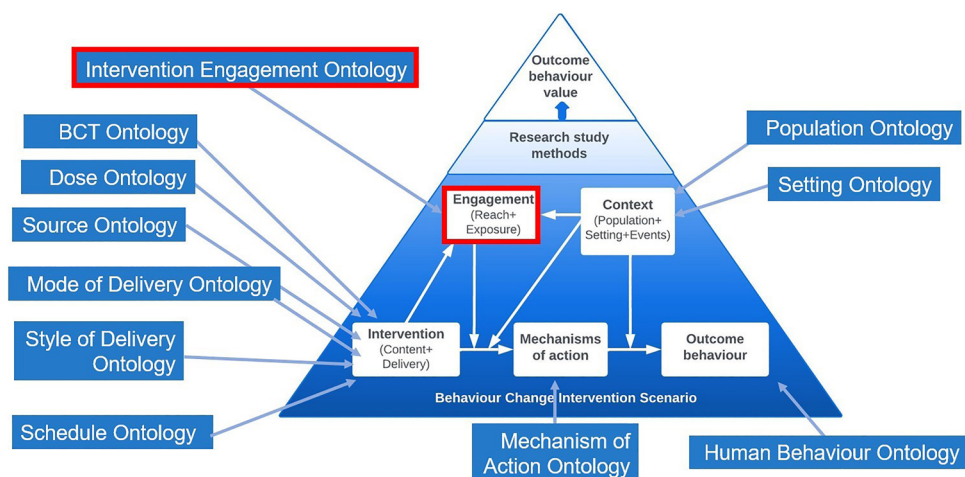 Intervention Engagement Ontology
BCT Ontology
Dose Ontology
Source Ontology
Mode of Delivery Ontology
Style of Delivery
Ontology
Schedule Ontology
Outcome
behaviour
value
Research study
methods
Engagement
(Reach+
Exposure)
Context
(Population+
Setting+Events)
Intervention
(Content+
Delivery)
Mechanisms
of action
Outcome
behaviour
Behaviour Change Intervention Scenario
Population Ontology
Setting Ontology
Mechanism of
Action Ontology
Human Behaviour Ontology